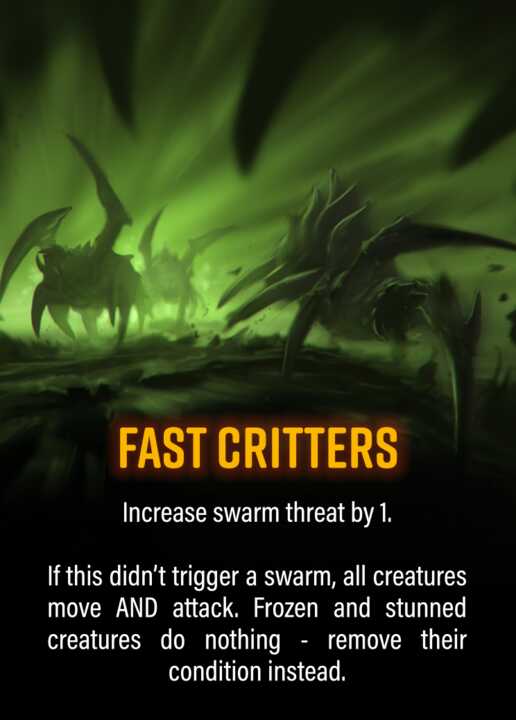 FAST CRITTERS
Increase swarm threat by 1.
If this didn’t trigger a swarm, all creatures
move AND attack. Frozen and stunned
creatures do nothing - remove their
condition instead.